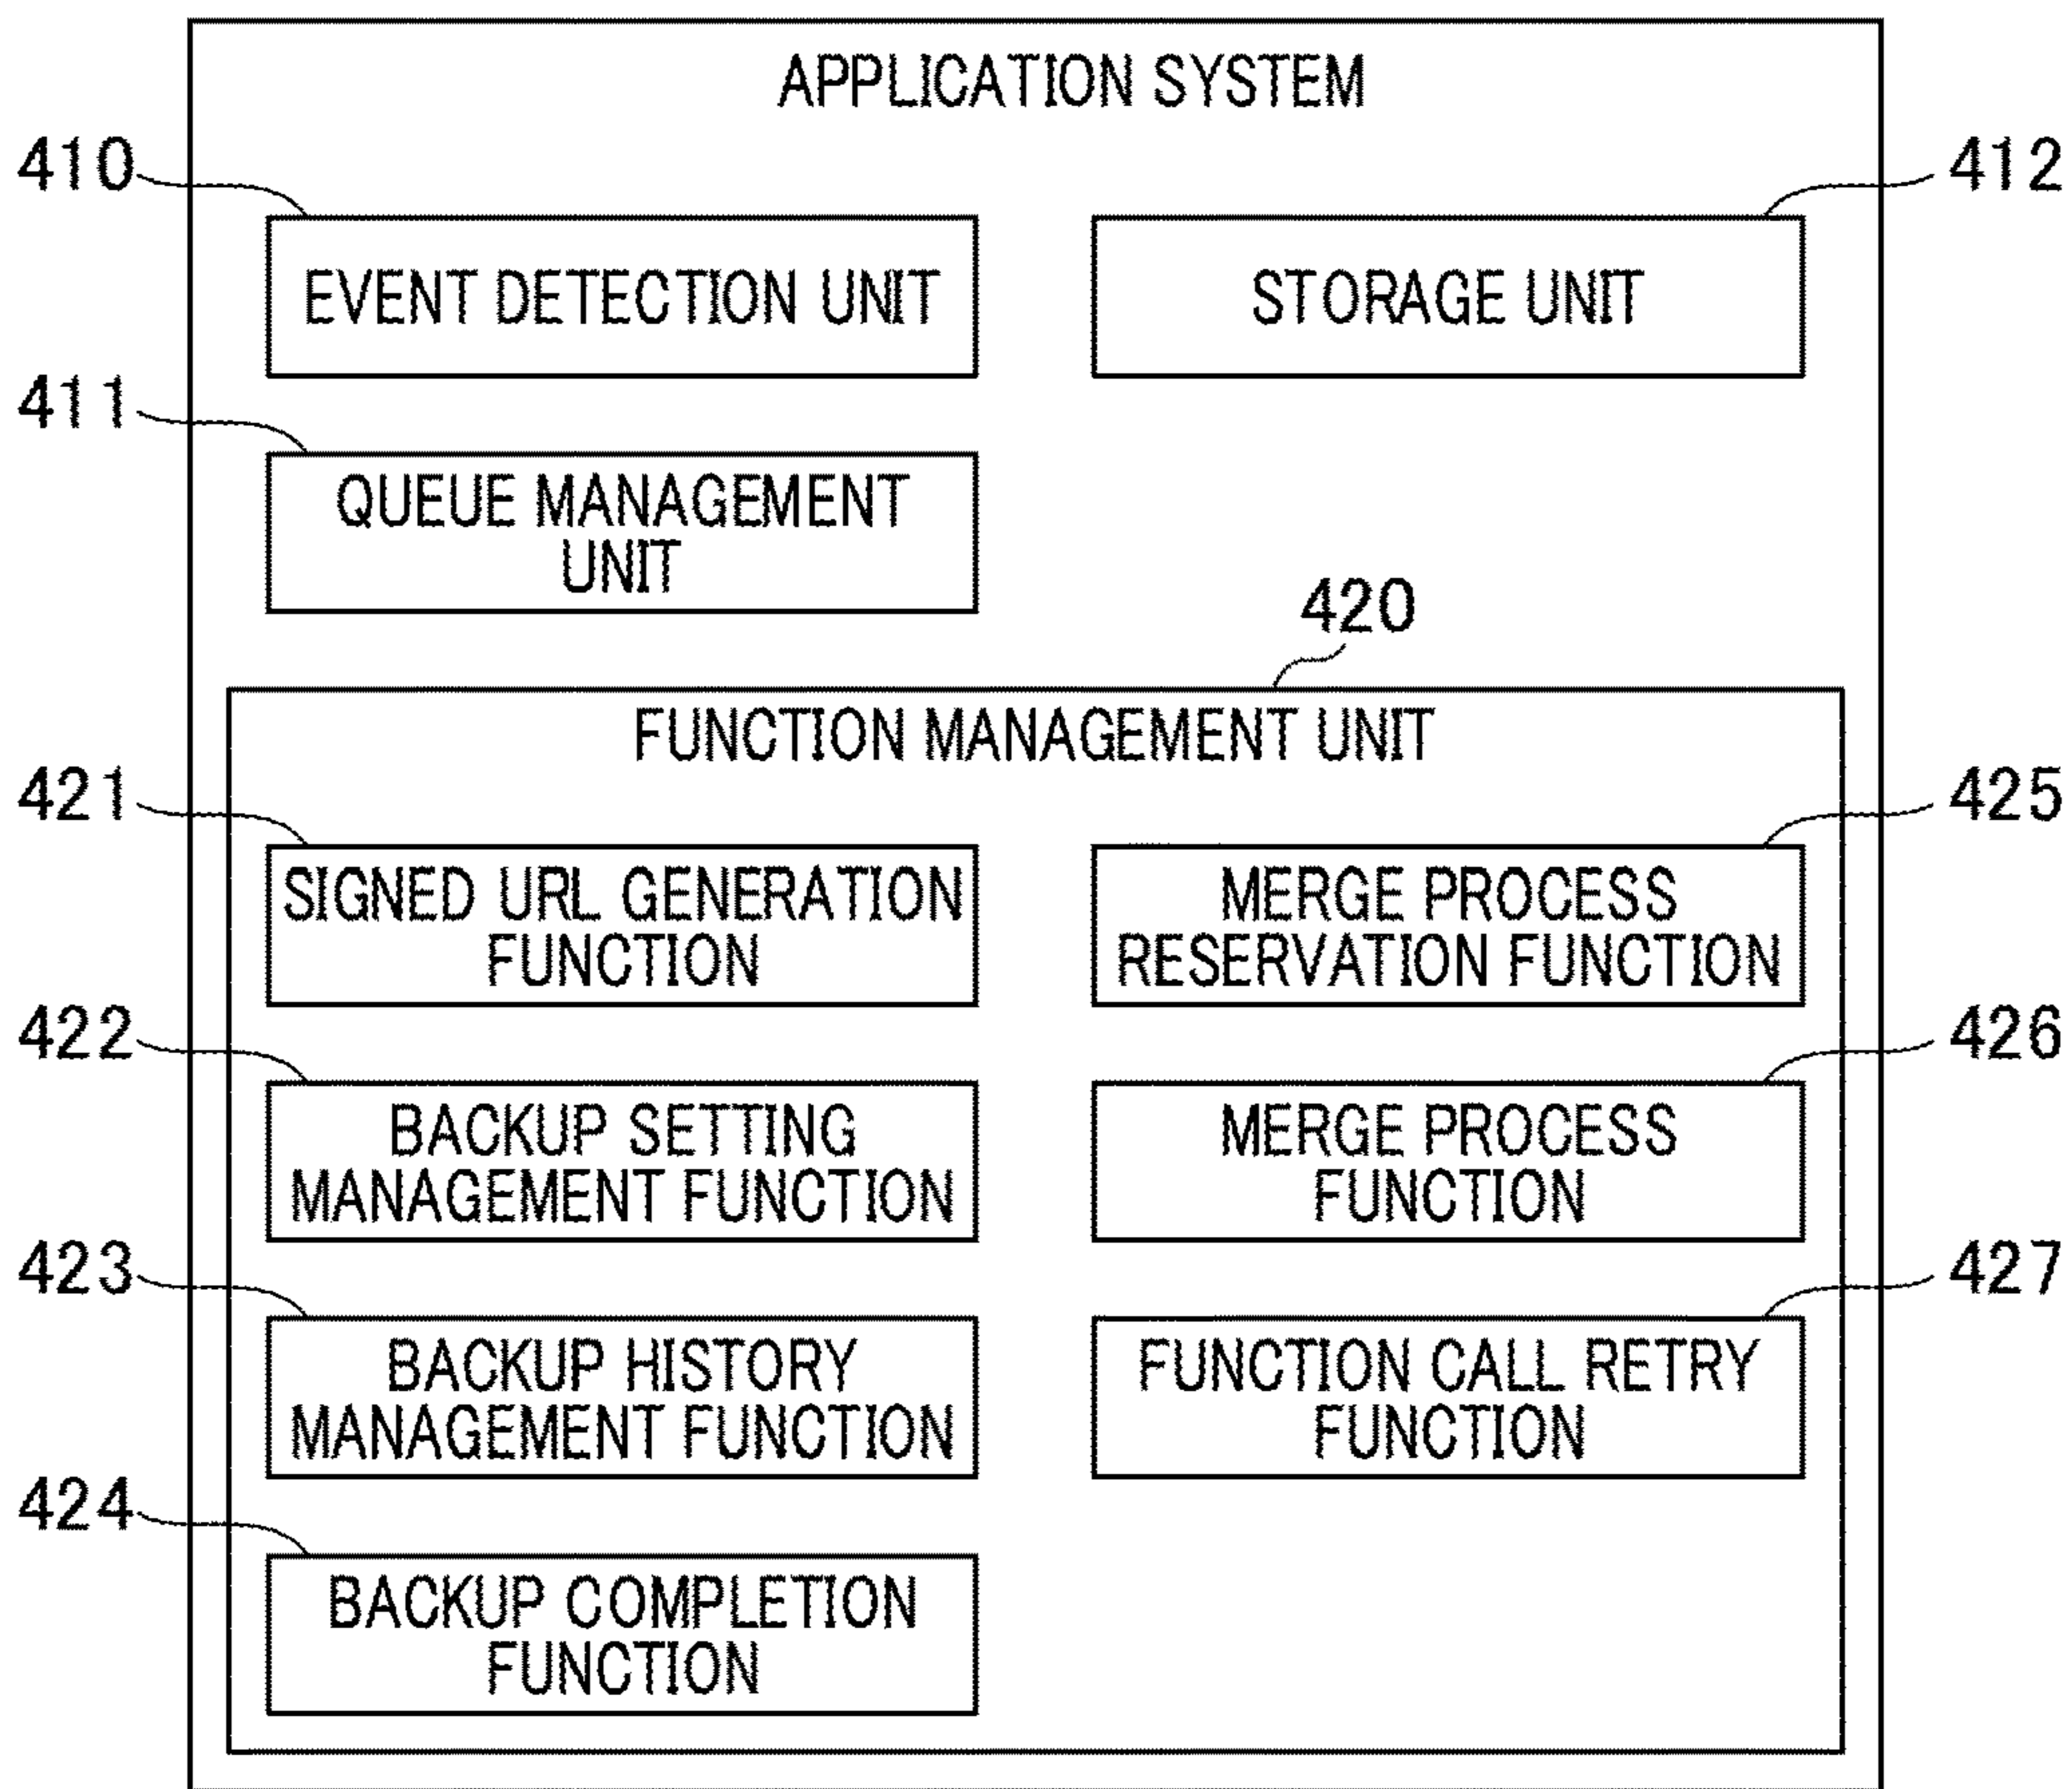 APPLICATION SYSTEM
410
412
EVENT DETECTION UNIT
STORAGE UNIT
411
QUEUE MANAGEMENT
UNIT
420
FUNCTION MANAGEMENT UNIT
421
425
SIGNED URL GENERATION
FUNCTION
MERGE PROCESS
RESERVATION FUNCTION
422
426
BACKUP SETTING
MANAGEMENT FUNCTION
MERGE PROCESS
FUNCTION
423
427
BACKUP HISTORY
MANAGEMENT FUNCTION
FUNCTION CALL RETRY
FUNCTION
424
BACKUP COMPLETION
FUNCTION